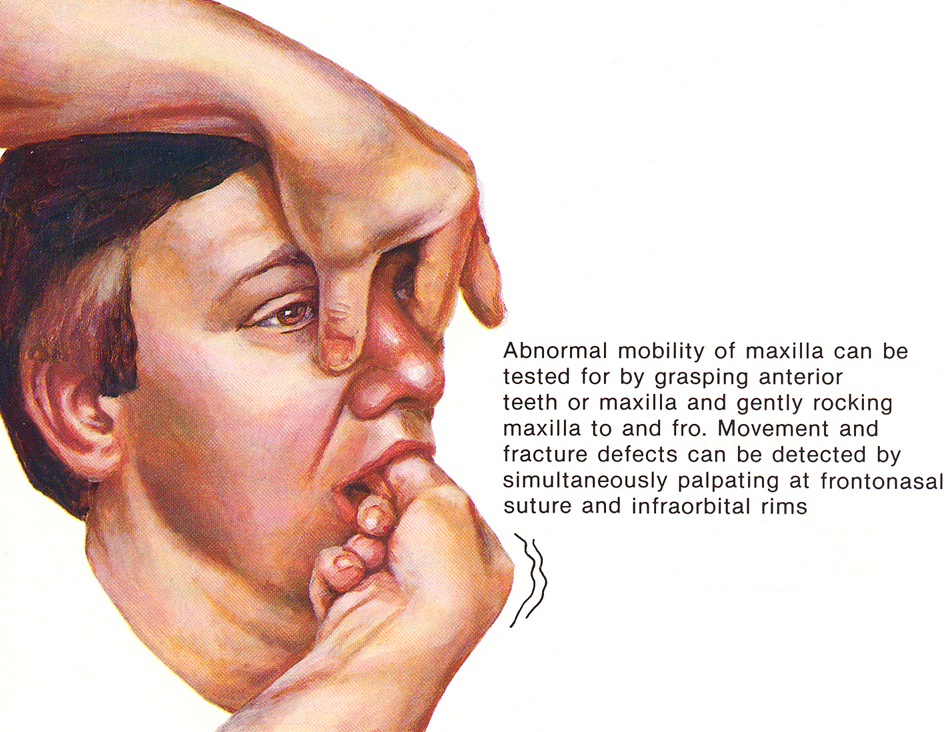 Abnormal mobility of maxilla can be
tested for by grasping anterior
teeth or maxilla and gently rocking
maxilla to and fro. Movement and
fracture defects can be detected by
simultaneously palpating at frontonasal
suture and infraorbital rims